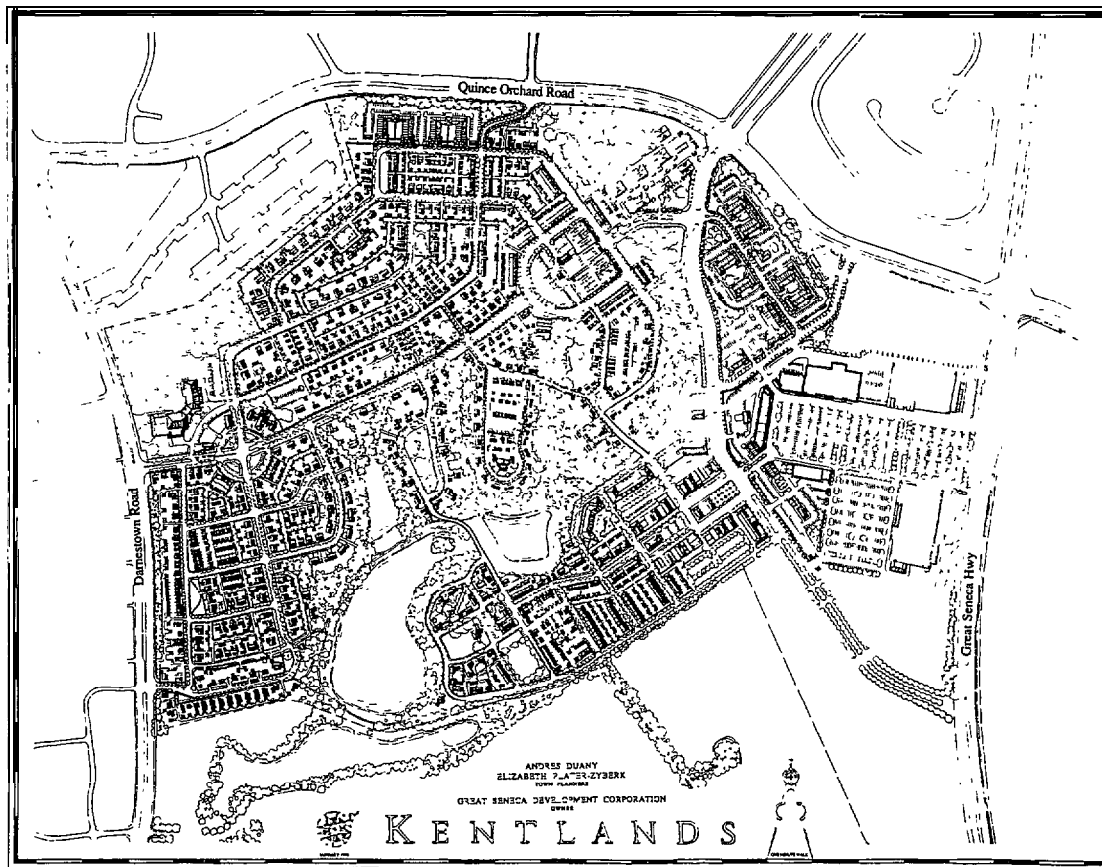 Quince Orchard Road
Darnestown Road
Great Seneca Hwy
ANDRES DUANY
ELIZABETH PLATER-ZYBERK
TOWN PLANNERS
GREAT SENECA DEVELOPMENT CORPORATION
OWNER
KENTLANDS